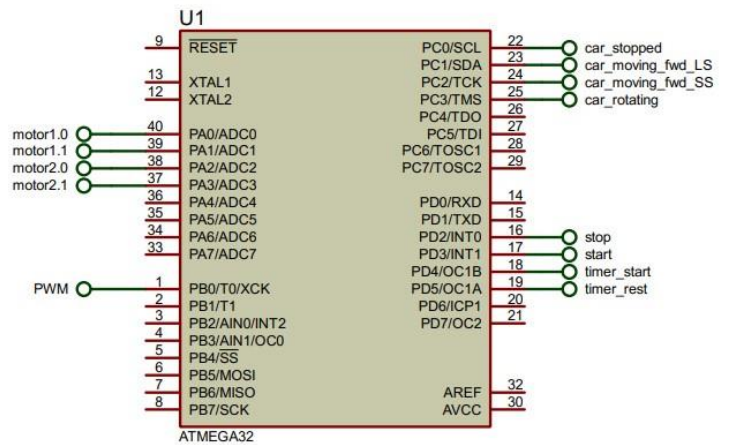 U1
9 RESET PC0/SCL 22 car_stopped
PC1/SDA 23 car_moving_fwd_LS
13 XTAL1 PC2/TCK 24 car_moving_fwd_SS
12 XTAL2 PC3/TMS 25 car_rotating
PC4/TDO 26
motor1.0 40 PA0/ADC0 PC5/TDI 27
motor1.1 39 PA1/ADC1 PC6/TOSC1 28
motor2.0 38 PA2/ADC2 PC7/TOSC2 29
motor2.1 37 PA3/ADC3
36 PA4/ADC4 PD0/RXD 14
35 PA5/ADC5 PD1/TXD 15
34 PA6/ADC6 PD2/INT0 16 stop
33 PA7/ADC7 PD3/INT1 17 start
PD4/OC1B 18 timer_start
PWM 1 PB0/T0/XCK PD5/OC1A 19 timer_rest
2 PB1/T1 PD6/ICP1 20
3 PB2/AIN0/INT2 PD7/OC2 21
4 PB3/AIN1/OC0
5 PB4/SS
6 PB5/MOSI
7 PB6/MISO AREF 32
8 PB7/SCK AVCC 30
ATMEGA32